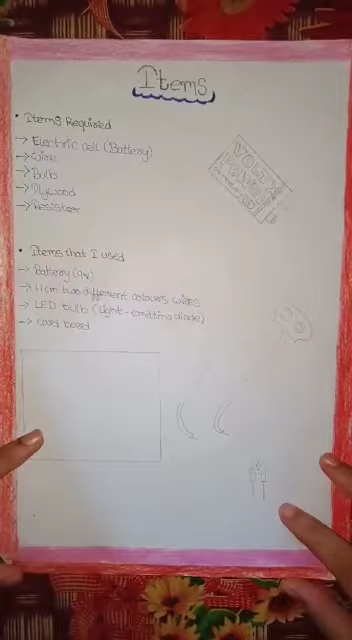 Items
• Items Required
→ Electric cell (Battery)
→ Wire
→ Bulb
→ Plywood
→ Resister
• Items that I used
→ Battery (9v)
→ 11cm two different colours wires
→ LED bulb (Light-emitting diode)
→ card board